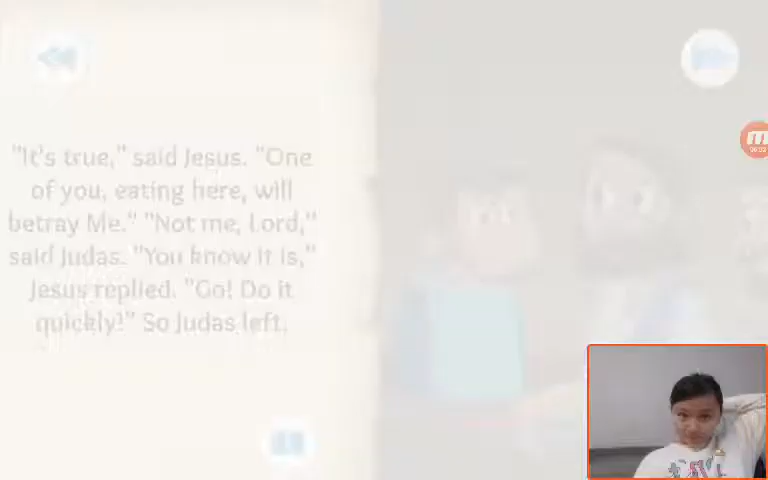 "It's true," said Jesus. "One
of you, eating here, will
betray Me." "Not me, Lord,"
said Judas. "You know it is,"
Jesus replied. "Go! Do it
quickly!" So Judas left.